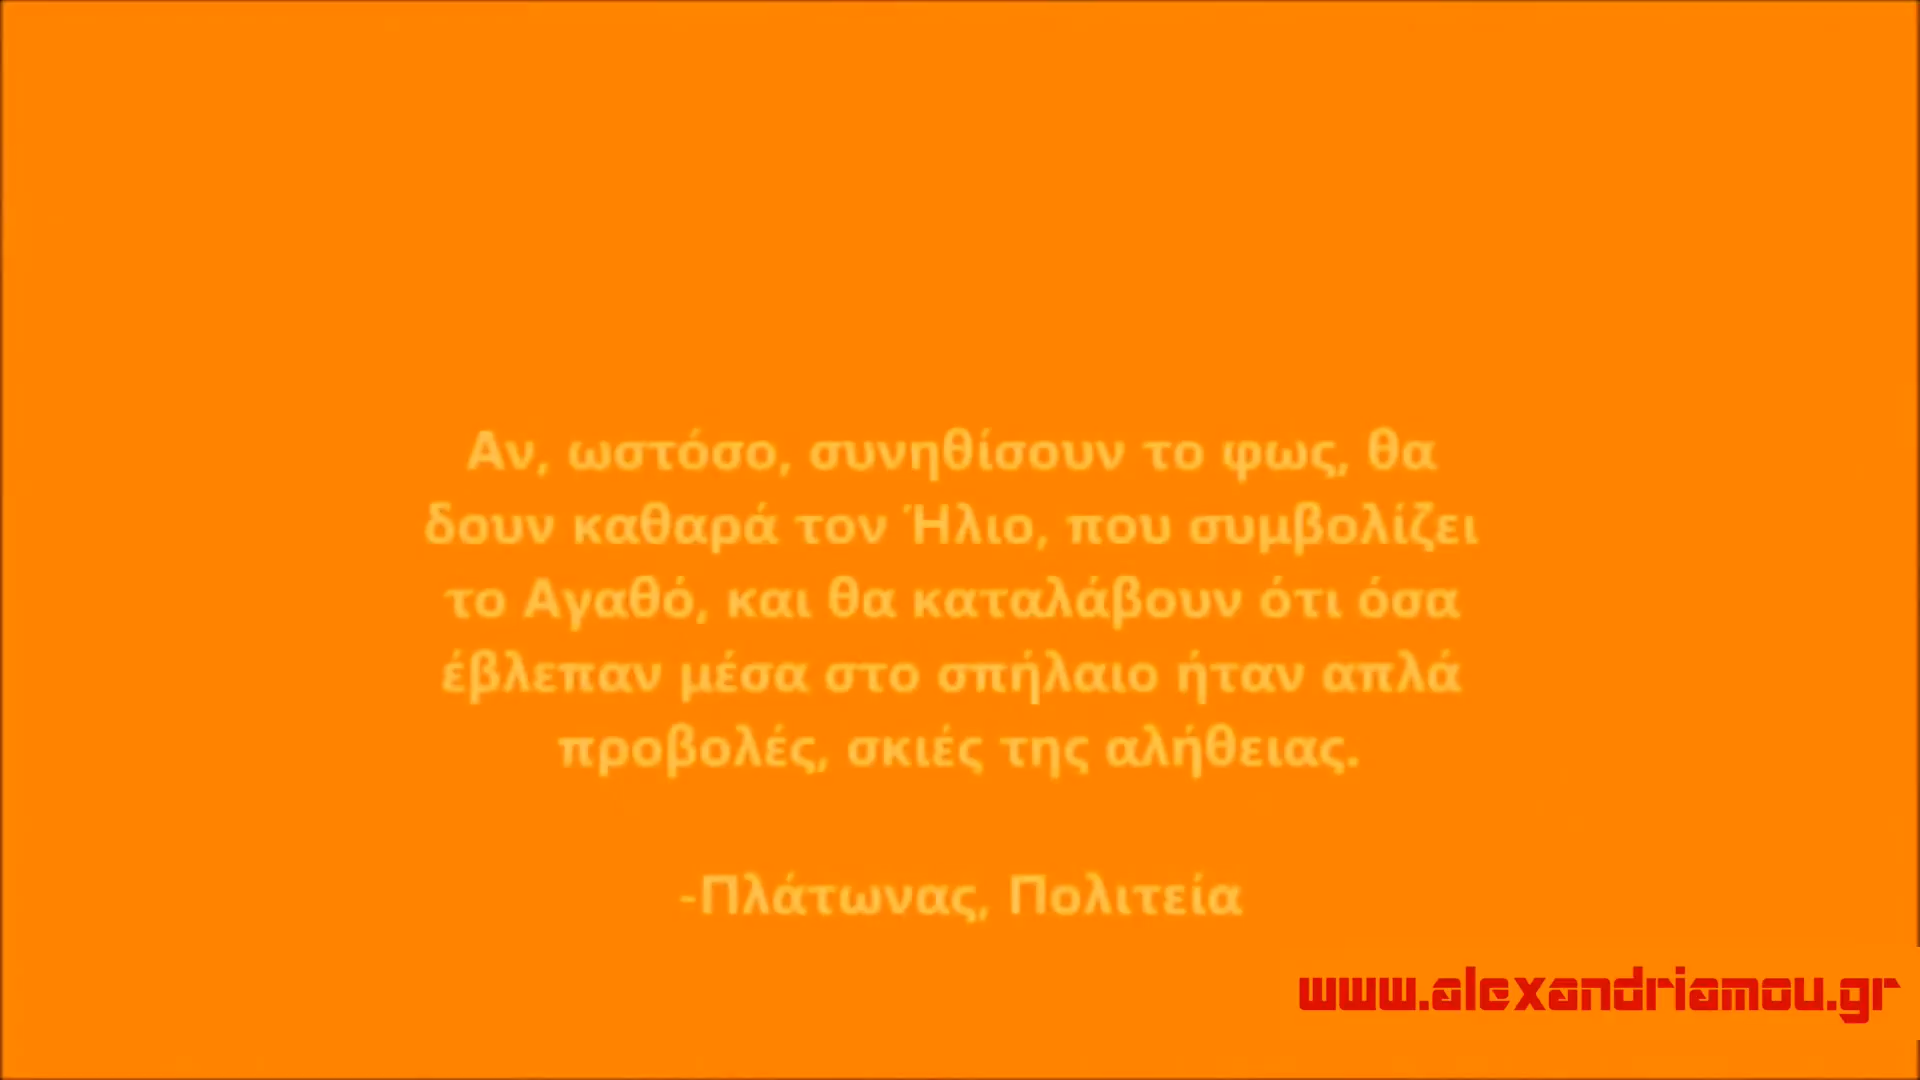 Αν, ωστόσο, συνηθίσουν το φως, θα
δουν καθαρά τον Ήλιο, που συμβολίζει
το Αγαθό, και θα καταλάβουν ότι όσα
έβλεπαν μέσα στο σπήλαιο ήταν απλά
προβολές, σκιές της αλήθειας.
-Πλάτωνας, Πολιτεία
www.alexandriamou.gr